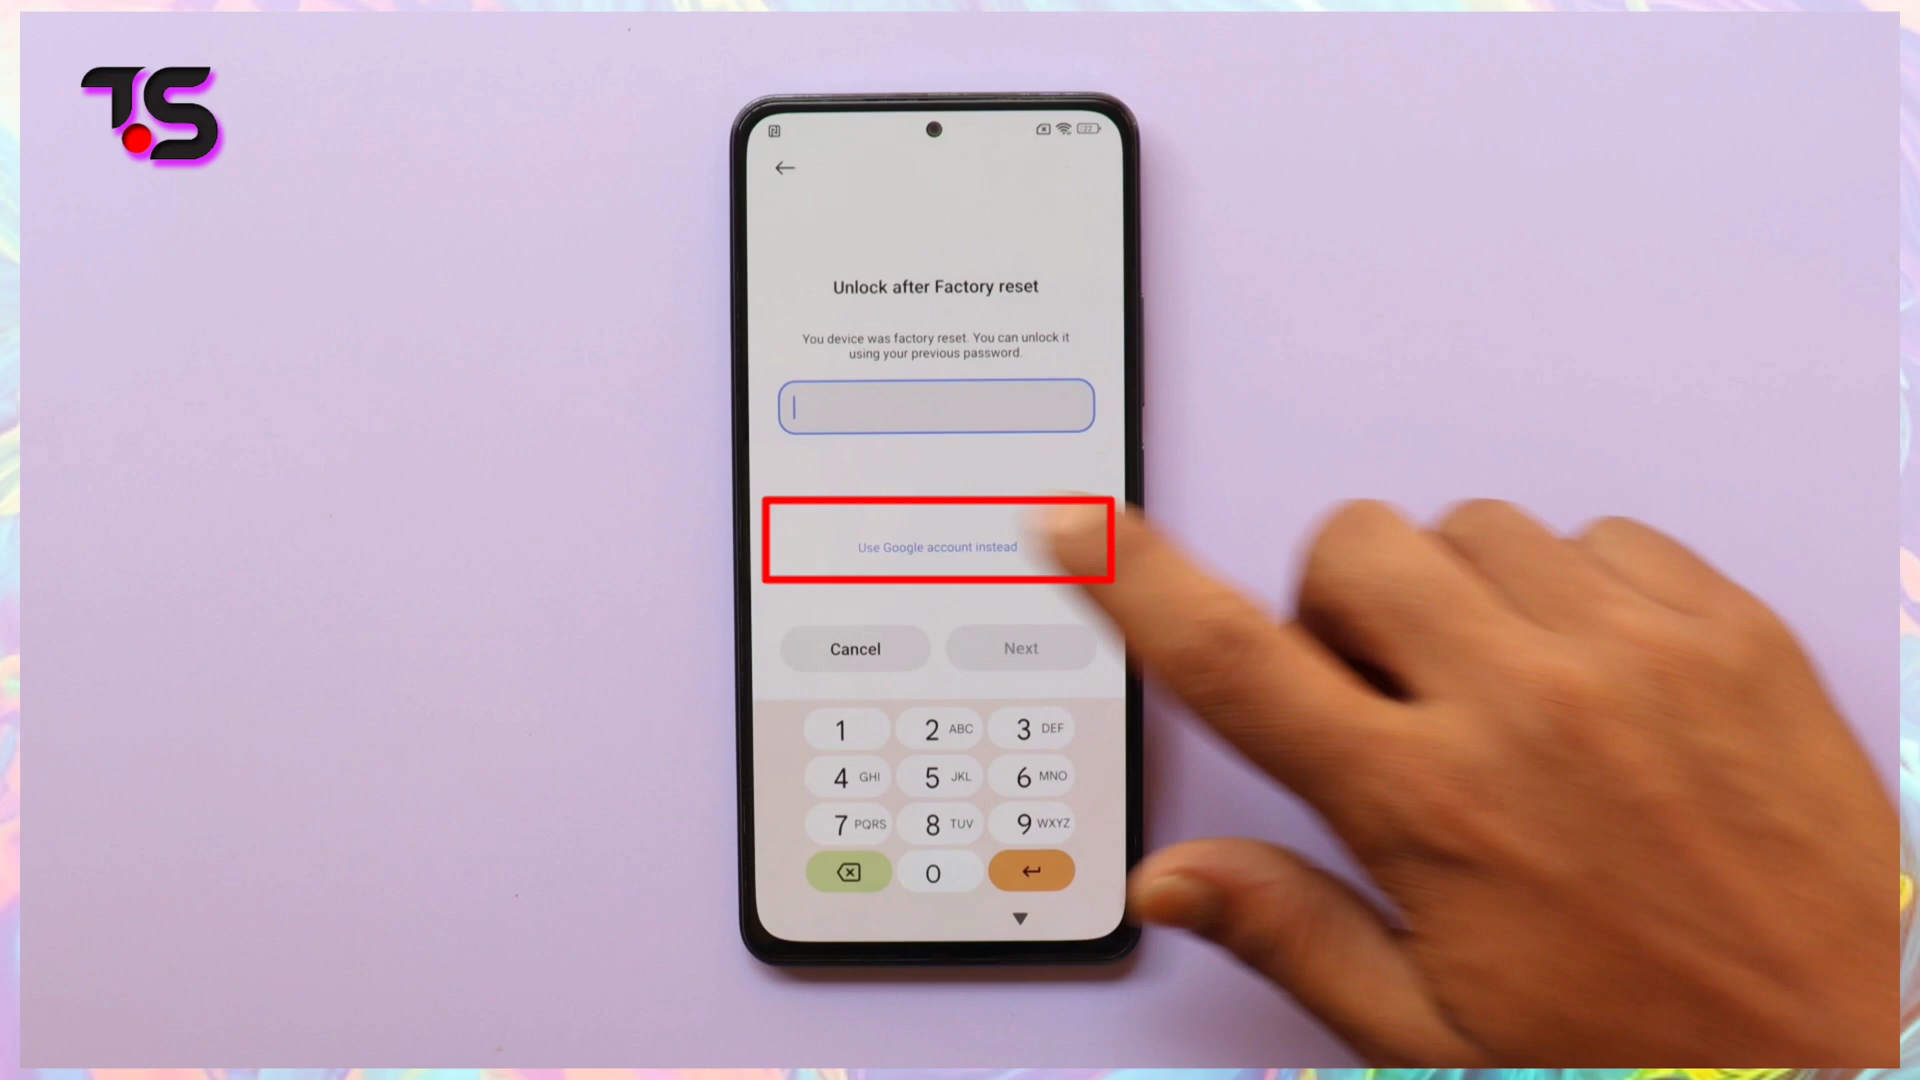 TS
22
Unlock after Factory reset
You device was factory reset. You can unlock it
using your previous password.
Use Google account instead
Cancel Next
1 2 ABC 3 DEF
4 GHI 5 JKL 6 MNO
7 PQRS 8 TUV 9 WXYZ
0